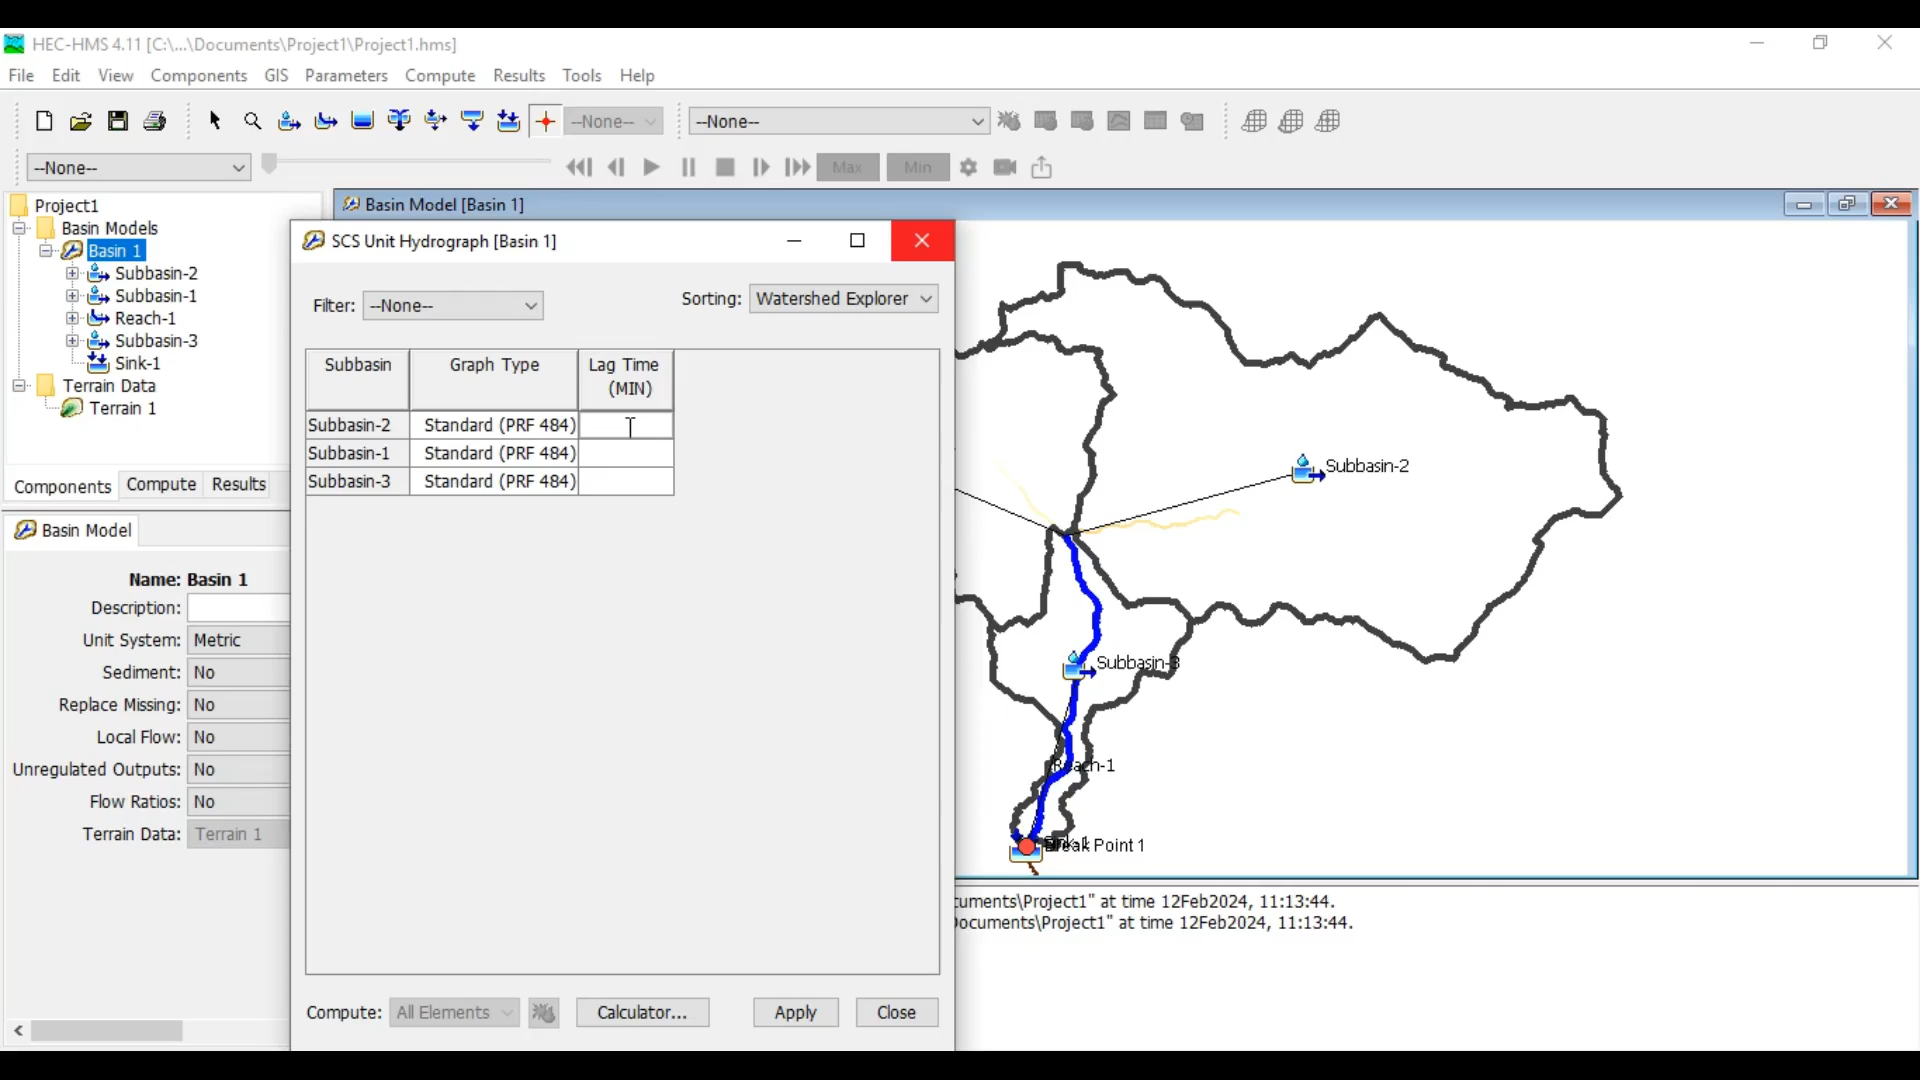 HEC-HMS 4.11 [C:\...\Documents\Project1\Project1.hms]
File Edit View Components GIS Parameters Compute Results Tools Help
--None-- --None--
--None-- Max Min
Project1
Basin Models
Basin 1
Subbasin-2
Subbasin-1
Reach-1
Subbasin-3
Sink-1
Terrain Data
Terrain 1
Components Compute Results
Basin Model
Name: Basin 1
Description:
Unit System: Metric
Sediment: No
Replace Missing: No
Local Flow: No
Unregulated Outputs: No
Flow Ratios: No
Terrain Data: Terrain 1
Basin Model [Basin 1]
SCS Unit Hydrograph [Basin 1]
Filter: --None-- Sorting: Watershed Explorer
Subbasin Graph Type Lag Time
(MIN)
Subbasin-2 Standard (PRF 484)
Subbasin-1 Standard (PRF 484)
Subbasin-3 Standard (PRF 484)
Compute: All Elements Calculator... Apply Close
Subbasin-2
Subbasin-3
Reach-1
Break Point 1
cuments\Project1" at time 12Feb2024, 11:13:44.
Documents\Project1" at time 12Feb2024, 11:13:44.